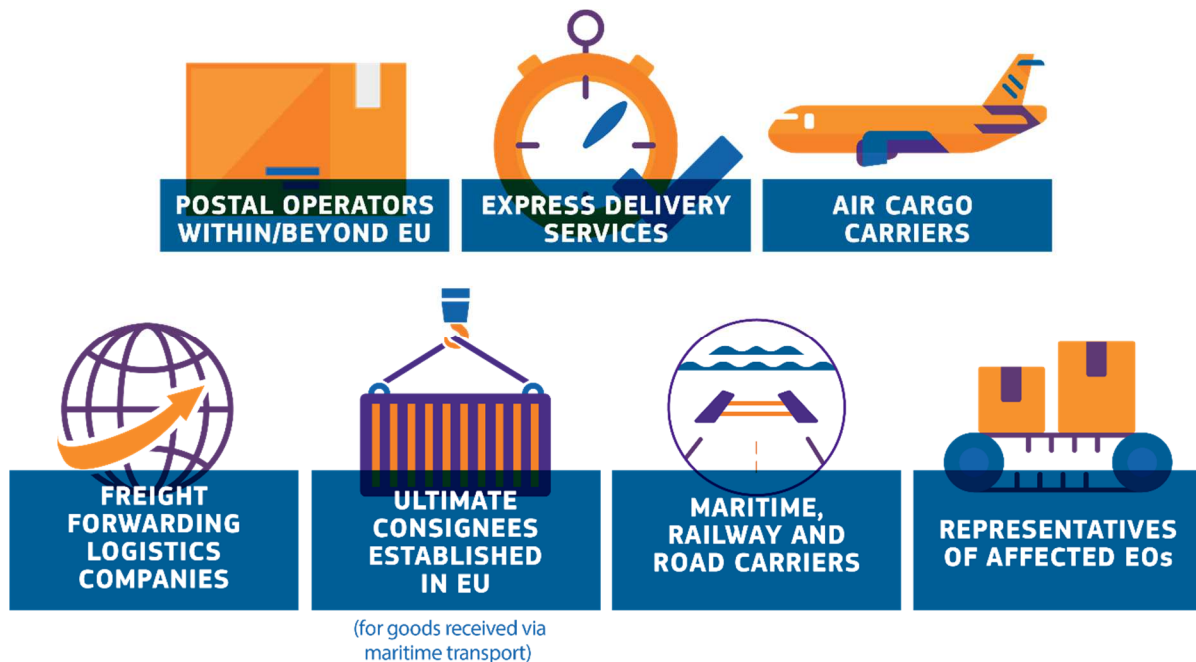 POSTAL OPERATORS
WITHIN/BEYOND EU
EXPRESS DELIVERY
SERVICES
AIR CARGO
CARRIERS
FREIGHT
FORWARDING
LOGISTICS
COMPANIES
ULTIMATE
CONSIGNEES
ESTABLISHED
IN EU
(for goods received via
maritime transport)
MARITIME,
RAILWAY AND
ROAD CARRIERS
REPRESENTATIVES
OF AFFECTED EOs